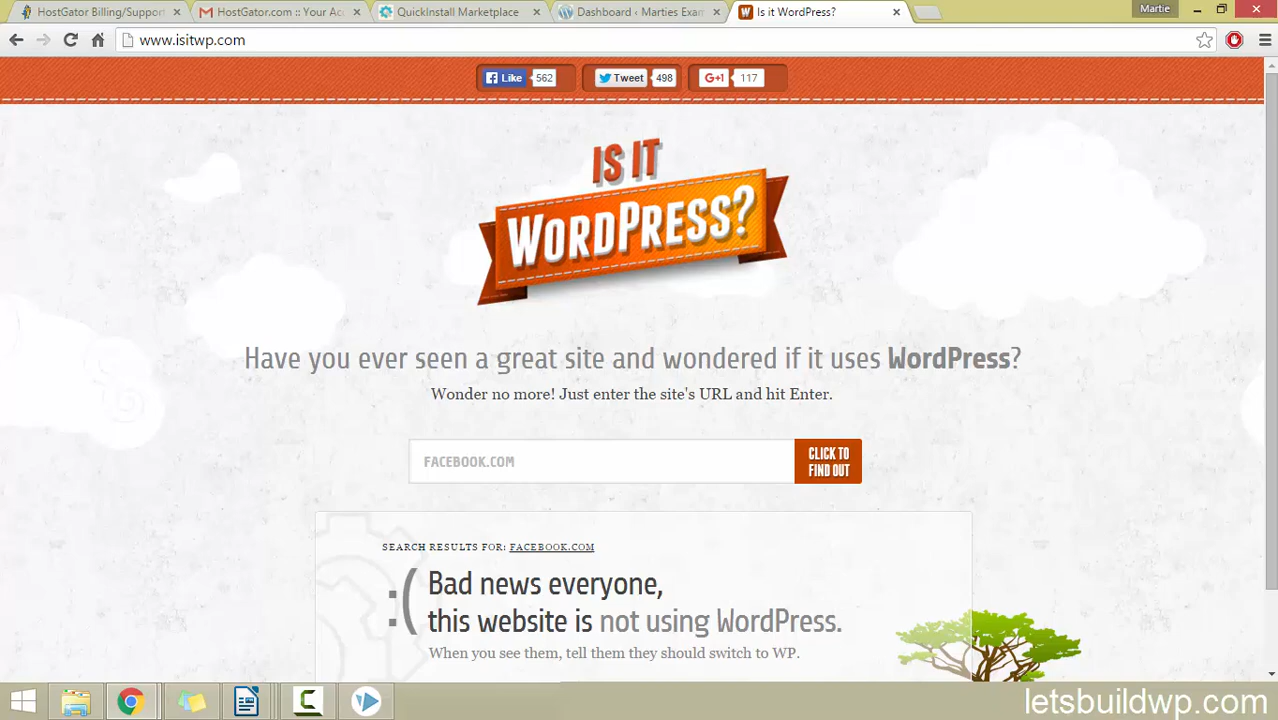 HostGator Billing/Support
HostGator.com :: Your Ac
QuickInstall Marketplace
Dashboard ‹ Marties Exam
Is it WordPress?
Martie
www.isitwp.com
Like 562
Tweet 498
G+1 117
IS IT
WORDPRESS?
Have you ever seen a great site and wondered if it uses WordPress?
Wonder no more! Just enter the site's URL and hit Enter.
FACEBOOK.COM
CLICK TO
FIND OUT
SEARCH RESULTS FOR: FACEBOOK.COM
:( Bad news everyone,
this website is not using WordPress.
When you see them, tell them they should switch to WP.
letsbuildwp.com